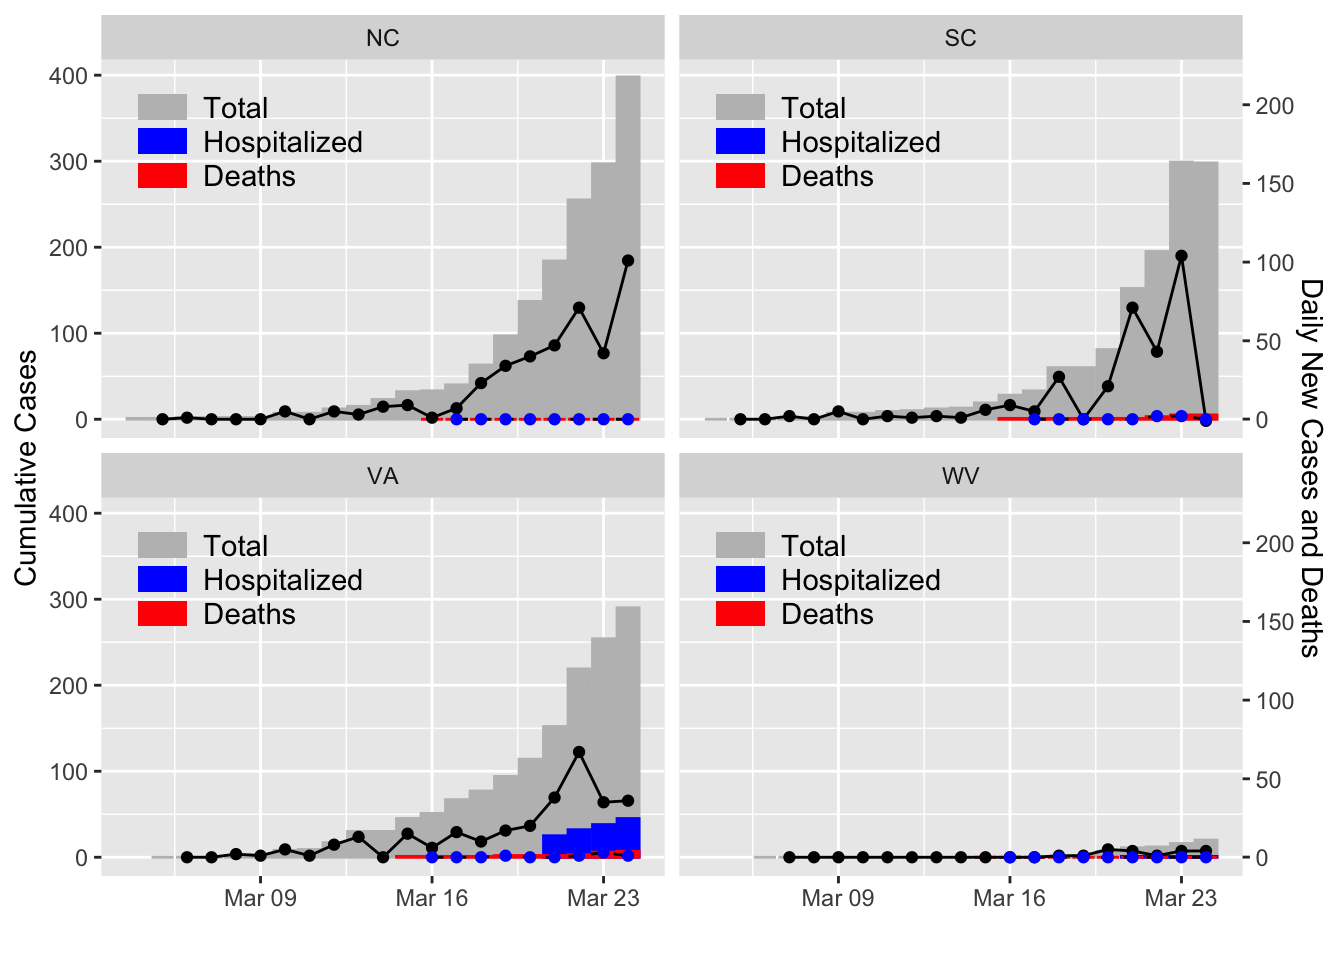 NC
SC
400
300
200
100
0
Total
Hospitalized
Deaths
Total
Hospitalized
Deaths
200
150
100
50
0
Cumulative Cases
Daily New Cases and Deaths
VA
WV
400
300
200
100
0
Total
Hospitalized
Deaths
Total
Hospitalized
Deaths
200
150
100
50
0
Mar 09
Mar 16
Mar 23
Mar 09
Mar 16
Mar 23